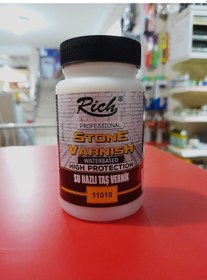 Rich®
PROFESSIONAL
STONE
VARNISH
WATERBASED
HIGH PROTECTION
SU BAZLI TAŞ VERNİK
11010